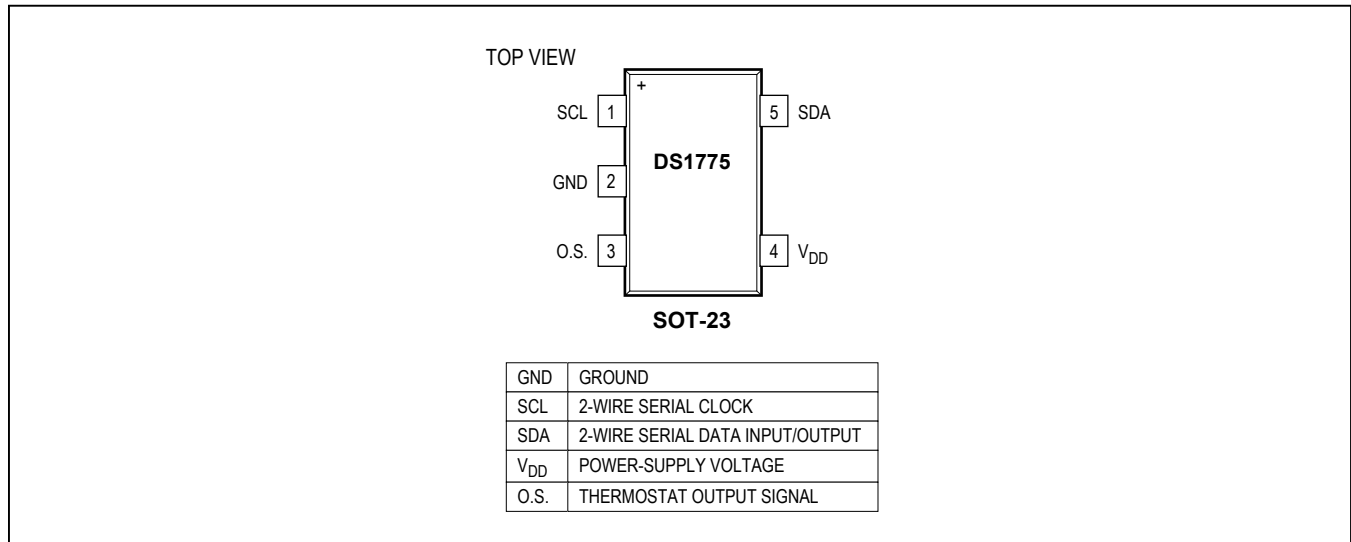 TOP VIEW
+
SCL 1
5 SDA
DS1775
GND 2
O.S. 3
4 VDD
SOT-23
GND GROUND
SCL 2-WIRE SERIAL CLOCK
SDA 2-WIRE SERIAL DATA INPUT/OUTPUT
VDD POWER-SUPPLY VOLTAGE
O.S. THERMOSTAT OUTPUT SIGNAL